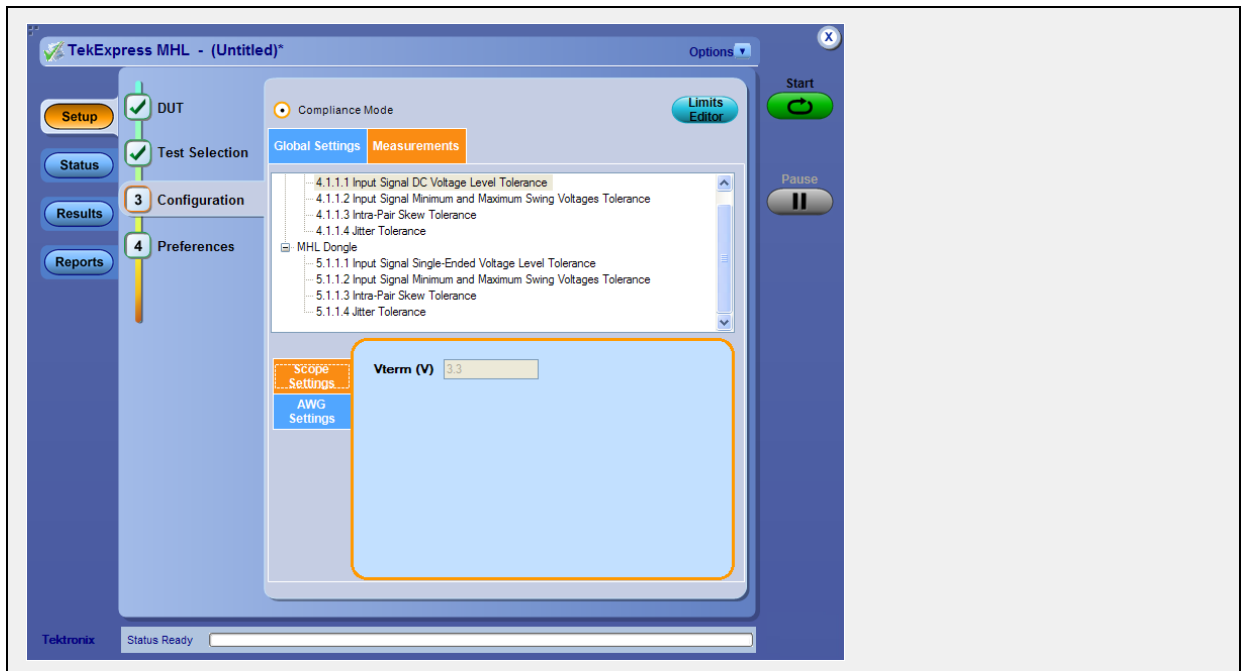 TekExpress MHL - (Untitled)*
Options
x
Setup
Status
Results
Reports
DUT
Test Selection
3 Configuration
4 Preferences
Compliance Mode
Limits
Editor
Global Settings
Measurements
4.1.1.1 Input Signal DC Voltage Level Tolerance
4.1.1.2 Input Signal Minimum and Maximum Swing Voltages Tolerance
4.1.1.3 Intra-Pair Skew Tolerance
4.1.1.4 Jitter Tolerance
MHL Dongle
5.1.1.1 Input Signal Single-Ended Voltage Level Tolerance
5.1.1.2 Input Signal Minimum and Maximum Swing Voltages Tolerance
5.1.1.3 Intra-Pair Skew Tolerance
5.1.1.4 Jitter Tolerance
Scope
Settings
AWG
Settings
Vterm (V) 3.3
Start
Pause
Tektronix
Status Ready